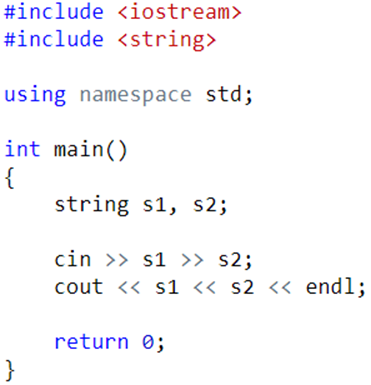 #include <iostream>
#include <string>
using namespace std;
int main()
{
string s1, s2;
cin >> s1 >> s2;
cout << s1 << s2 << endl;
return 0;
}